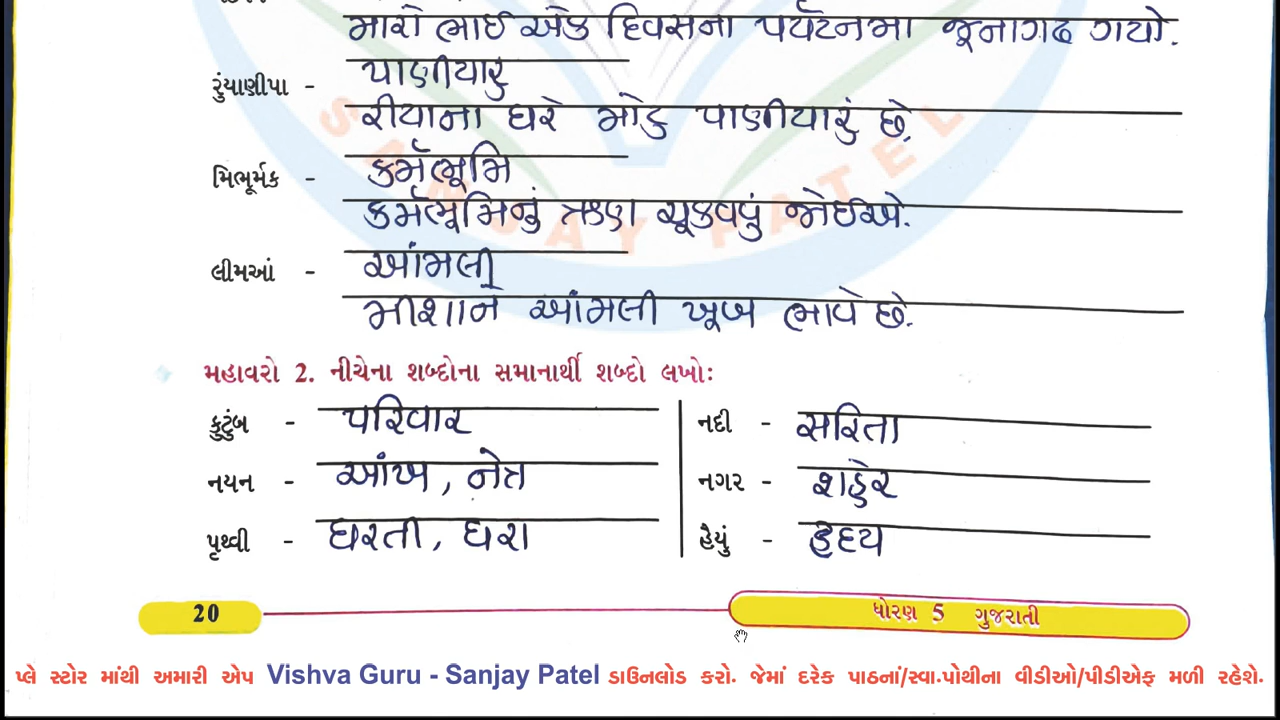 મારો ભાઈ એક દિવસના પર્યટનમા જૂનાગઢ ગયો.
રુંયાણીપા - પાણીયારુ
રીયાના ઘરે મોટુ પાણીયારું છે.
મિભૂર્મક - કર્મભૂમિ
કર્મભૂમિનું ઋણ ચૂકવવું જોઈએ.
લીમઆં - આંમલી
મીશાને આંમલી ખૂબ ભાવે છે.
મહાવરો 2. નીચેના શબ્દોના સમાનાર્થી શબ્દો લખો:
કુટુંબ - પરિવાર
નયન - આંખ, નેત્ર
પૃથ્વી - ધરતી, ધરા
નદી - સરિતા
નગર - શહેર
હૈયું - હૃદય
20
ધોરણ 5 ગુજરાતી
પ્લે સ્ટોર માંથી અમારી એપ Vishva Guru - Sanjay Patel ડાઉનલોડ કરો. જેમાં દરેક પાઠનાં/સ્વા.પોથીના વીડીઓ/પીડીએફ મળી રહેશે.